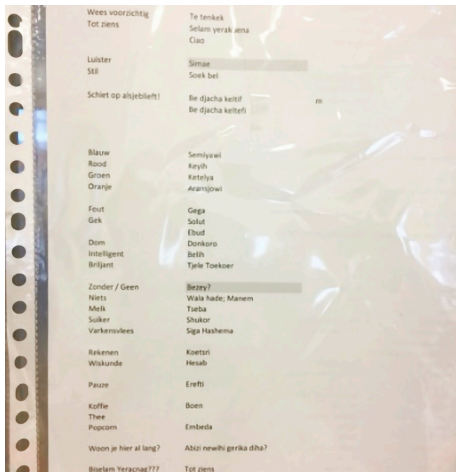 Wees voorzichtig Te tenkek
Tot ziens Selam yerakuena
Ciao
Luister Simae
Stil Soek bel
Schiet op alsjeblieft! Be djacha keltif m
Be djacha keltefi
Blauw Semiyawi
Rood Keyih
Groen Ketelya
Oranje Aransjowi
Fout Gega
Gek Solut
Ebud
Dom Donkoro
Intelligent Belih
Briljant Tjele Toekoer
Zonder / Geen Bezey?
Niets Wala hade; Manem
Melk Tseba
Suiker Shukor
Varkensvlees Siga Hashema
Rekenen Koetsri
Wiskunde Hesab
Pauze Erefti
Koffie Boen
Thee
Popcorn Embeda
Woon je hier al lang? Abizi newihi gerika diha?
Biselam Yeracnag??? Tot ziens